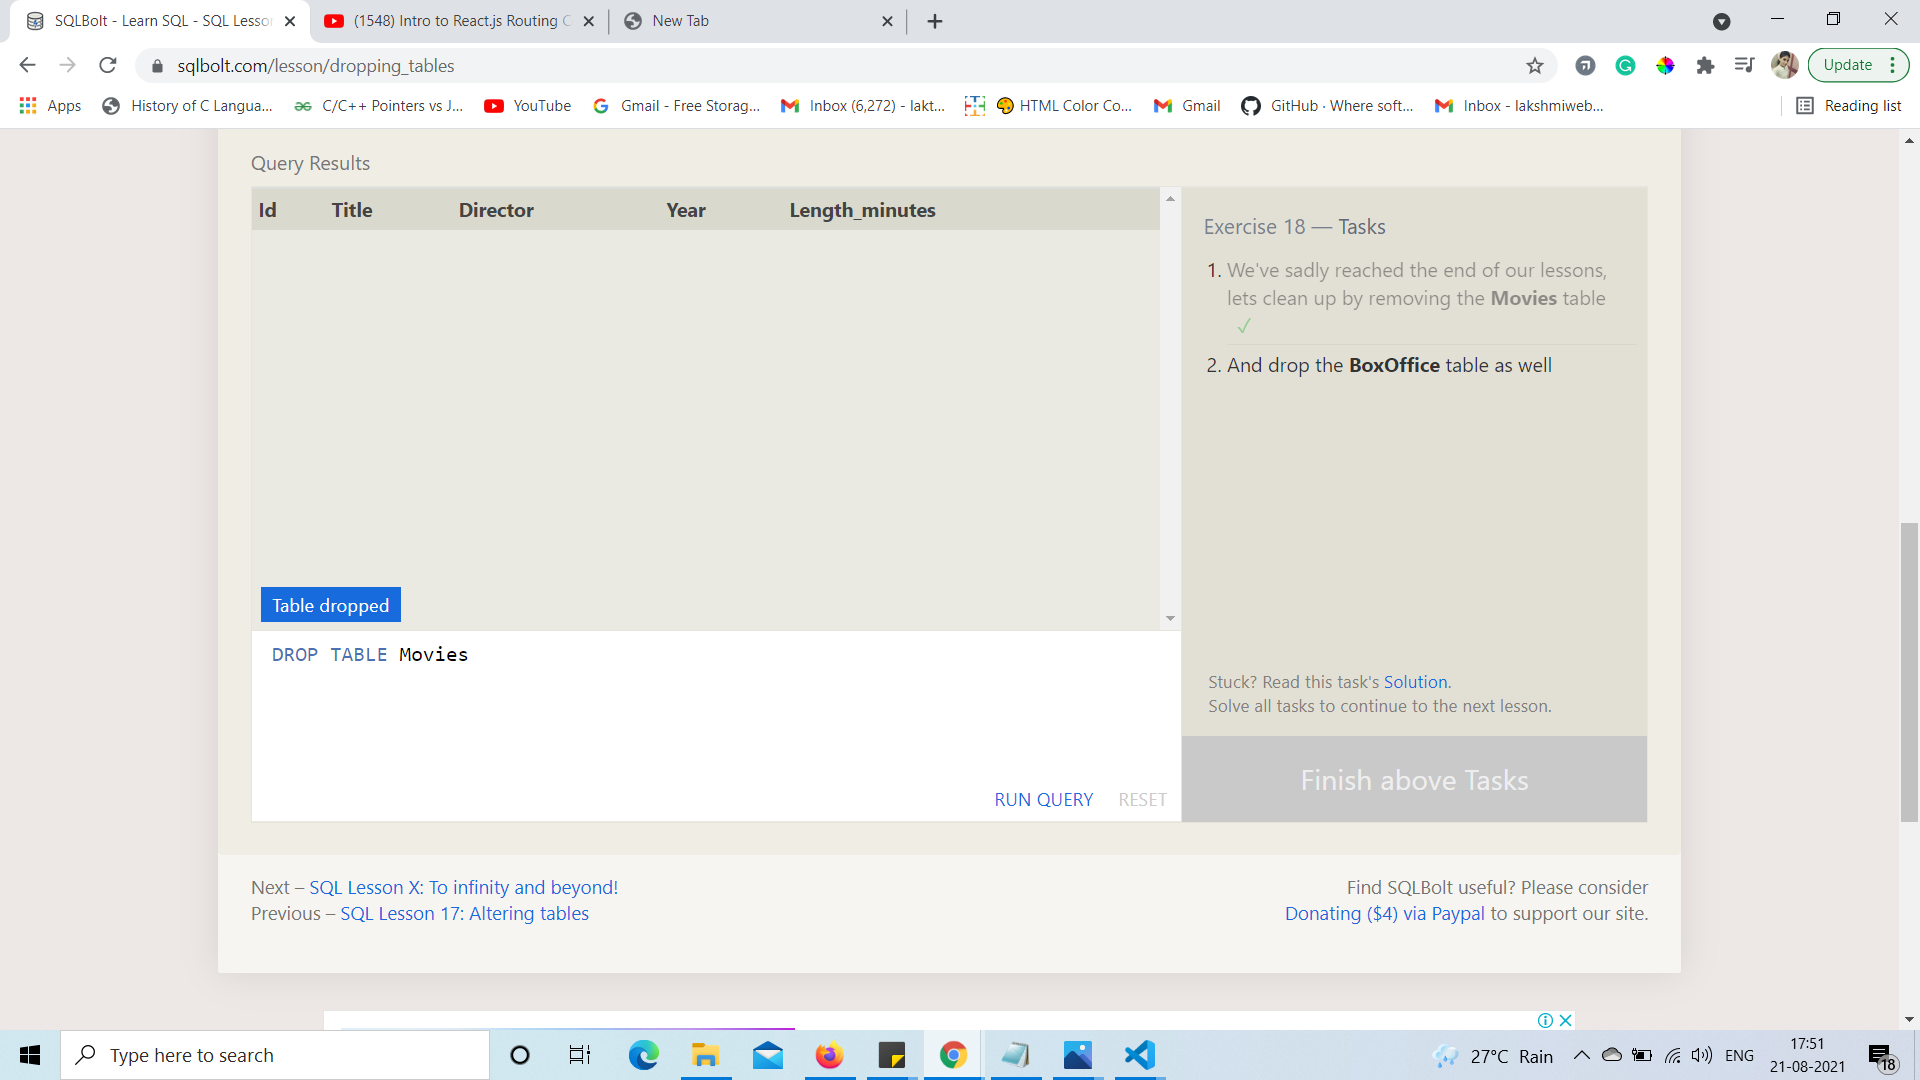 SQLBolt - Learn SQL - SQL Lesson
(1548) Intro to React.js Routing C
New Tab
sqlbolt.com/lesson/dropping_tables
Update
Apps
History of C Langua...
C/C++ Pointers vs J...
YouTube
Gmail - Free Storag...
Inbox (6,272) - lakt...
HTML Color Co...
Gmail
GitHub · Where soft...
Inbox - lakshmiweb...
Reading list
Query Results
Id Title Director Year Length_minutes
Exercise 18 — Tasks
1. We've sadly reached the end of our lessons,
lets clean up by removing the Movies table
✓
2. And drop the BoxOffice table as well
Table dropped
DROP TABLE Movies
RUN QUERY RESET
Stuck? Read this task's Solution.
Solve all tasks to continue to the next lesson.
Finish above Tasks
Next – SQL Lesson X: To infinity and beyond!
Previous – SQL Lesson 17: Altering tables
Find SQLBolt useful? Please consider
Donating ($4) via Paypal to support our site.
Type here to search
27°C Rain
ENG
17:51
21-08-2021
18